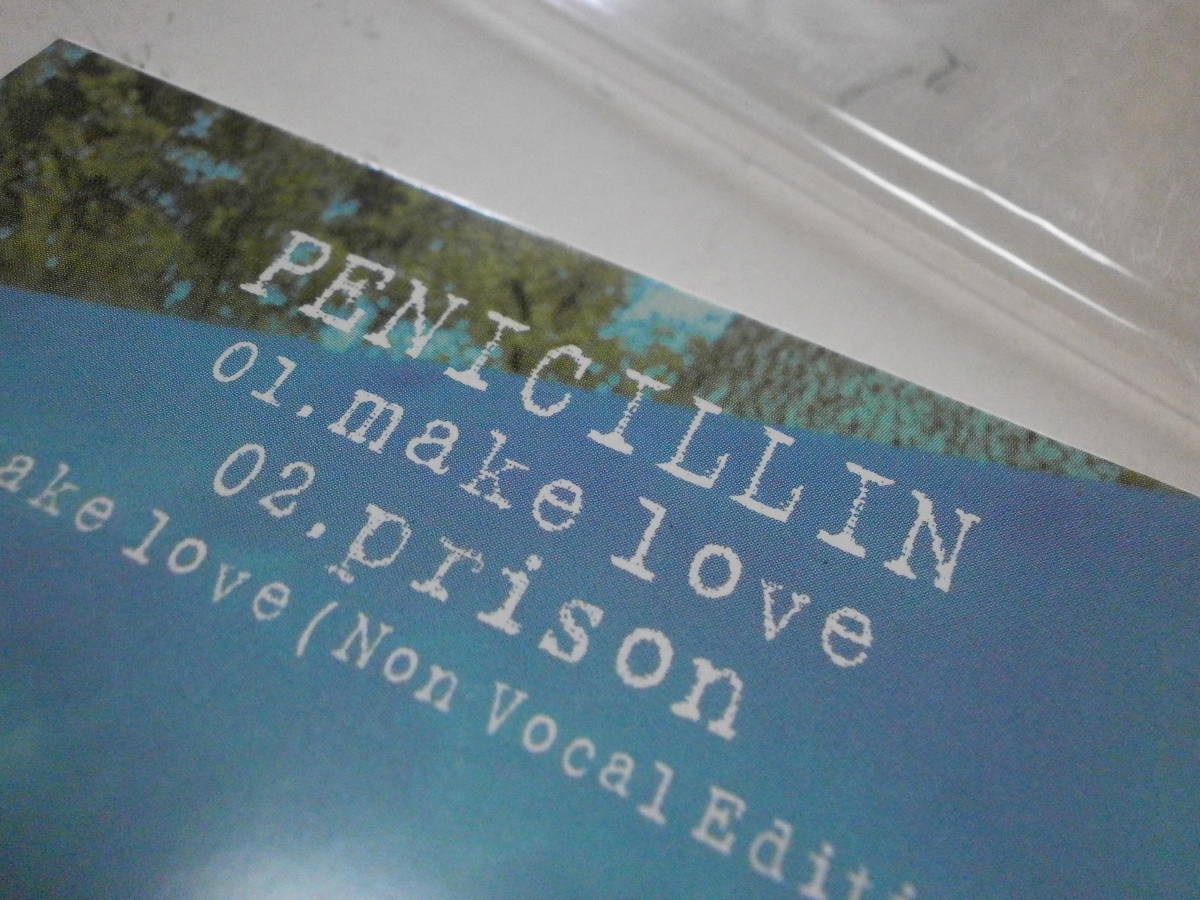 PENICILLIN
01.make love
02.prison
ake love(Non Vocal Editi